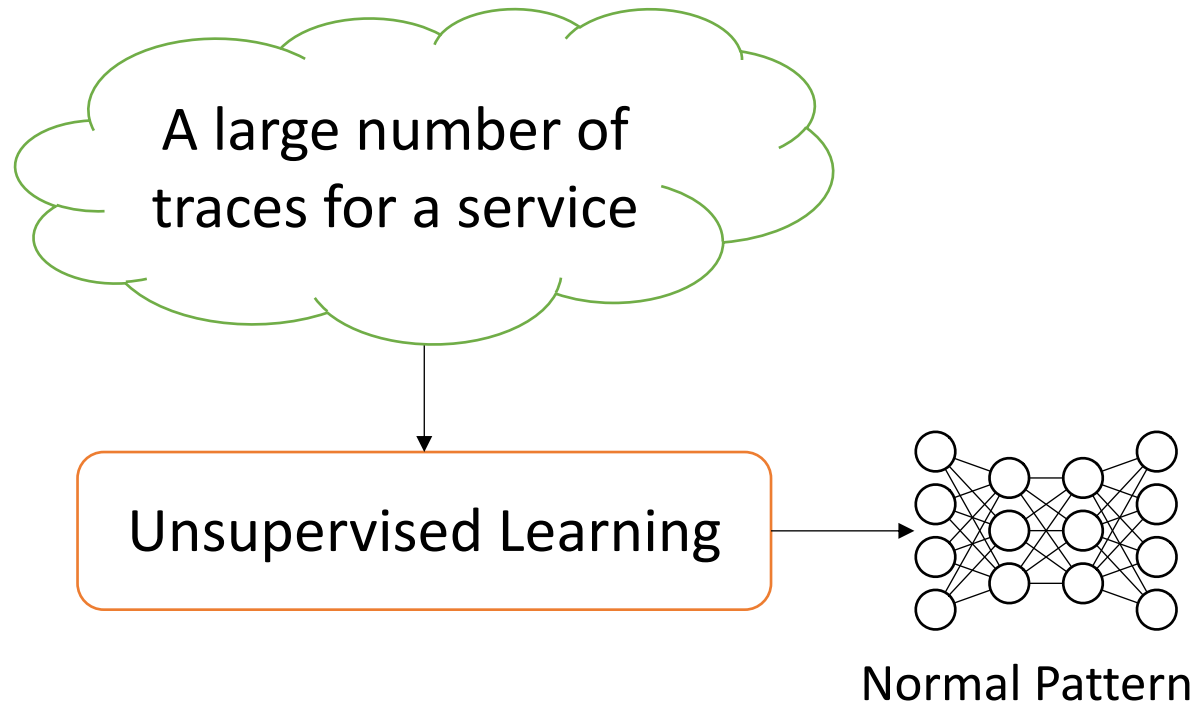 A large number of
traces for a service
Unsupervised Learning
Normal Pattern